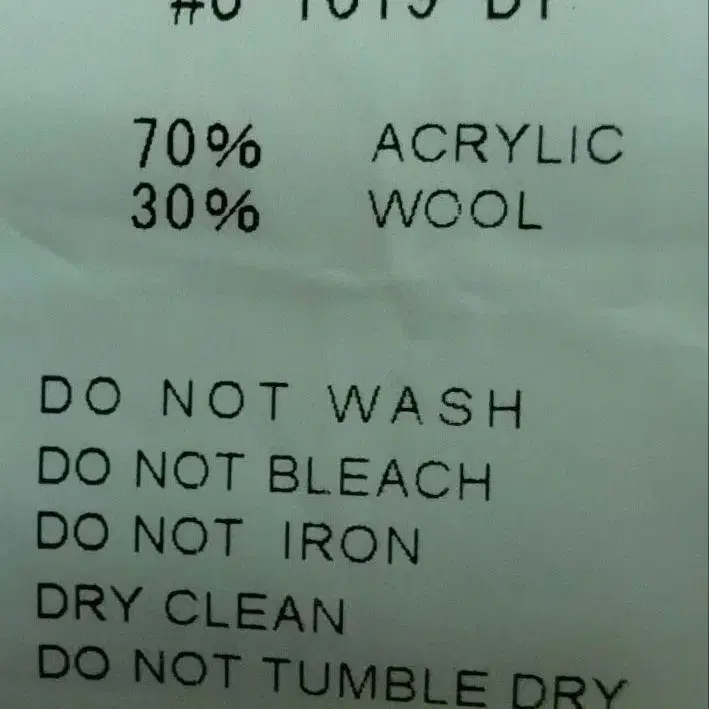 70% ACRYLIC
30% WOOL
DO NOT WASH
DO NOT BLEACH
DO NOT IRON
DRY CLEAN
DO NOT TUMBLE DRY